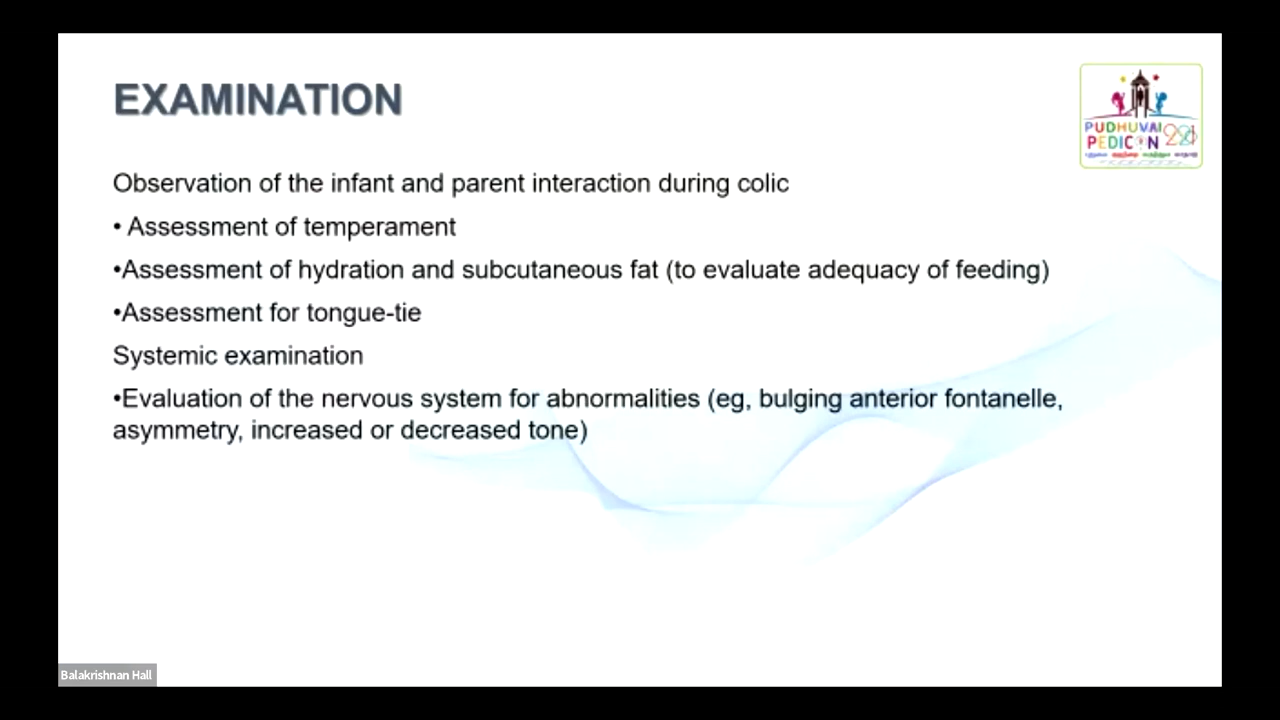 EXAMINATION
PUDHUVAI
PEDICON 2021
Observation of the infant and parent interaction during colic
• Assessment of temperament
•Assessment of hydration and subcutaneous fat (to evaluate adequacy of feeding)
•Assessment for tongue-tie
Systemic examination
•Evaluation of the nervous system for abnormalities (eg, bulging anterior fontanelle,
asymmetry, increased or decreased tone)
Balakrishnan Hall